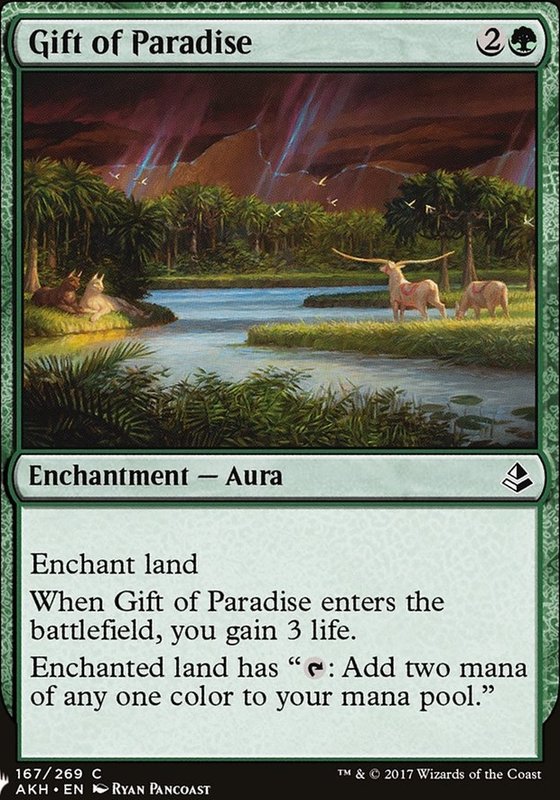 Gift of Paradise 2
Enchantment — Aura
Enchant land
When Gift of Paradise enters the
battlefield, you gain 3 life.
Enchanted land has “: Add two mana
of any one color to your mana pool.”
167/269 C
AKH • EN Ryan Pancoast
™ & © 2017 Wizards of the Coast